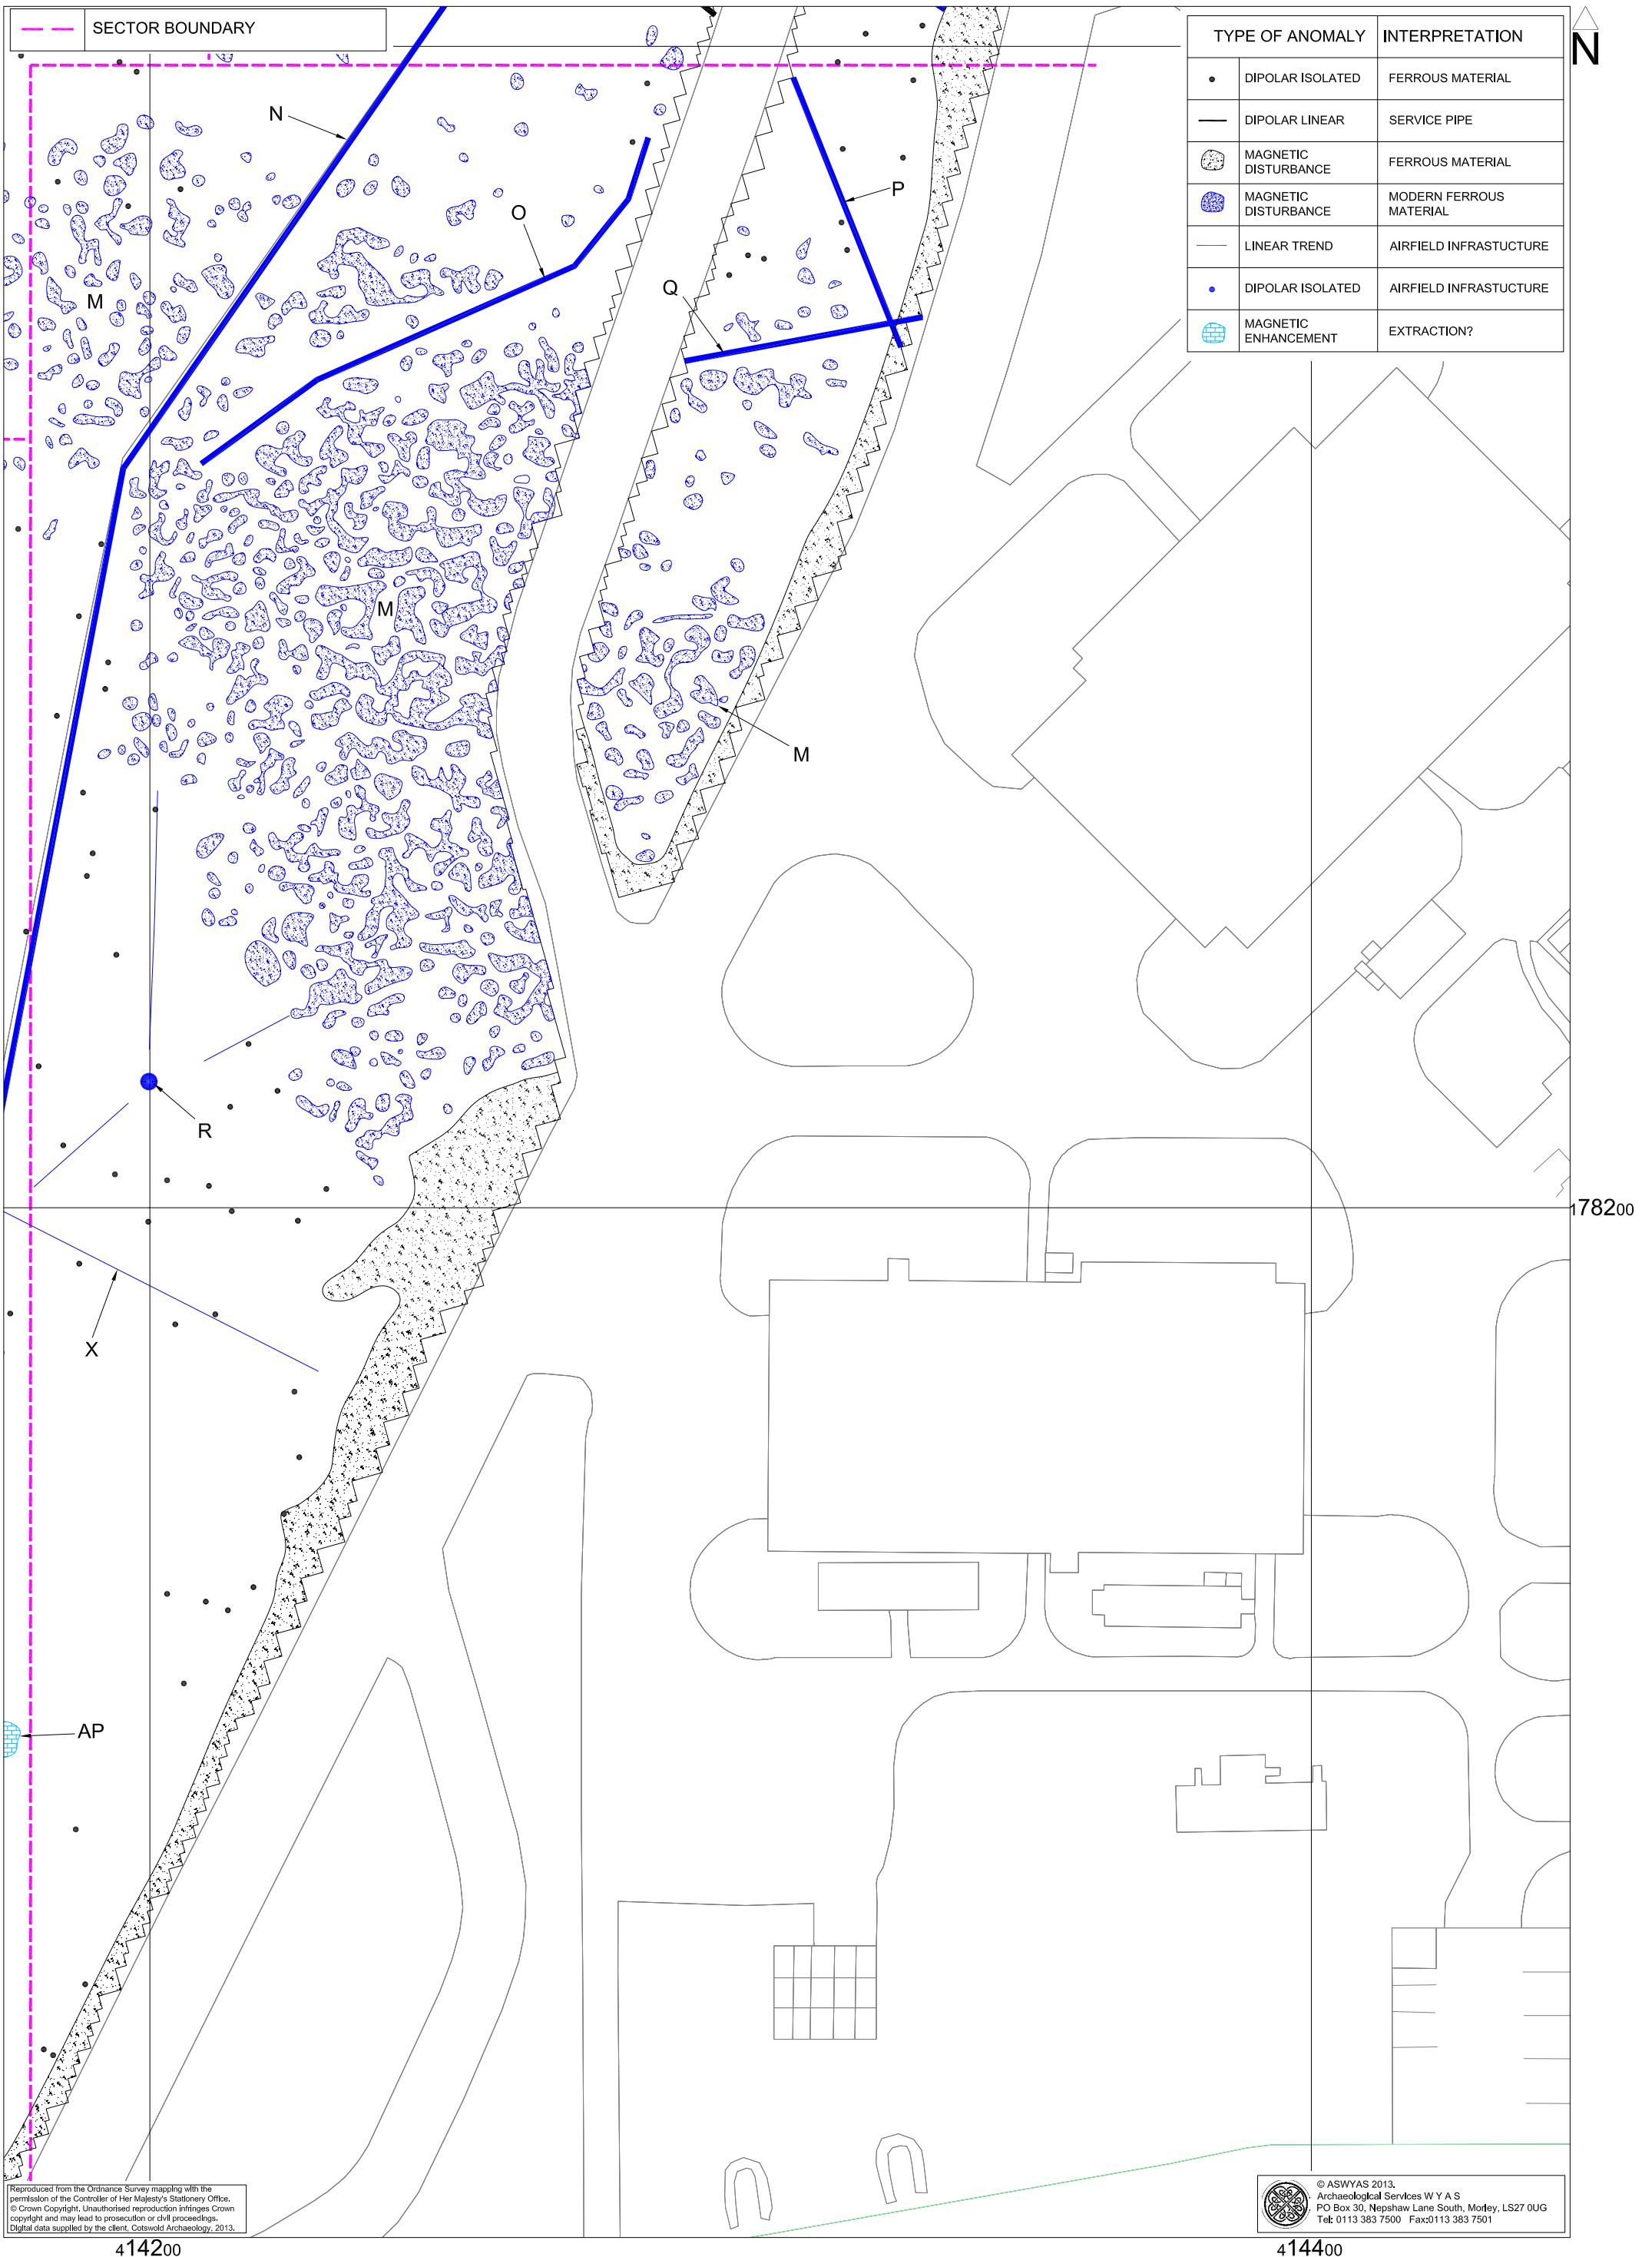 SECTOR BOUNDARY
TYPE OF ANOMALY INTERPRETATION
DIPOLAR ISOLATED FERROUS MATERIAL
DIPOLAR LINEAR SERVICE PIPE
MAGNETIC
DISTURBANCE
FERROUS MATERIAL
MAGNETIC
DISTURBANCE
MODERN FERROUS
MATERIAL
LINEAR TREND AIRFIELD INFRASTUCTURE
DIPOLAR ISOLATED AIRFIELD INFRASTUCTURE
MAGNETIC
ENHANCEMENT
EXTRACTION?
N
N
P
O
Q
M
M
M
R
178200
X
AP
Reproduced from the Ordnance Survey mapping with the
permission of the Controller of Her Majesty's Stationery Office.
© Crown Copyright. Unauthorised reproduction infringes Crown
copyright and may lead to prosecution or civil proceedings.
Digital data supplied by the client, Cotswold Archaeology, 2013.
© ASWYAS 2013.
Archaeological Services W Y A S
PO Box 30, Nepshaw Lane South, Morley, LS27 0UG
Tel: 0113 383 7500 Fax:0113 383 7501
414200
414400